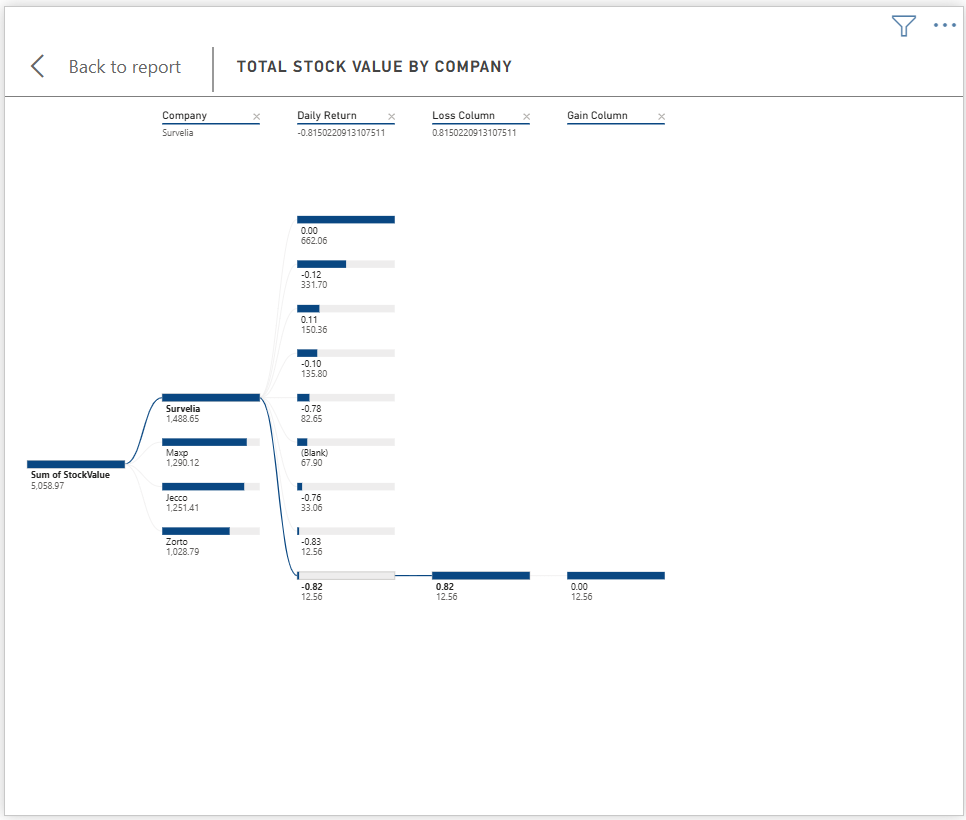 Back to report
TOTAL STOCK VALUE BY COMPANY
Company
Survelia
Daily Return
-0.8150220913107511
Loss Column
0.8150220913107511
Gain Column
Sum of StockValue
5,058.97
Survelia
1,488.65
Maxp
1,290.12
Jecco
1,251.41
Zorto
1,028.79
0.00
662.06
-0.12
331.70
0.11
150.36
-0.10
135.80
-0.78
82.65
(Blank)
67.90
-0.76
33.06
-0.83
12.56
-0.82
12.56
0.82
12.56
0.00
12.56